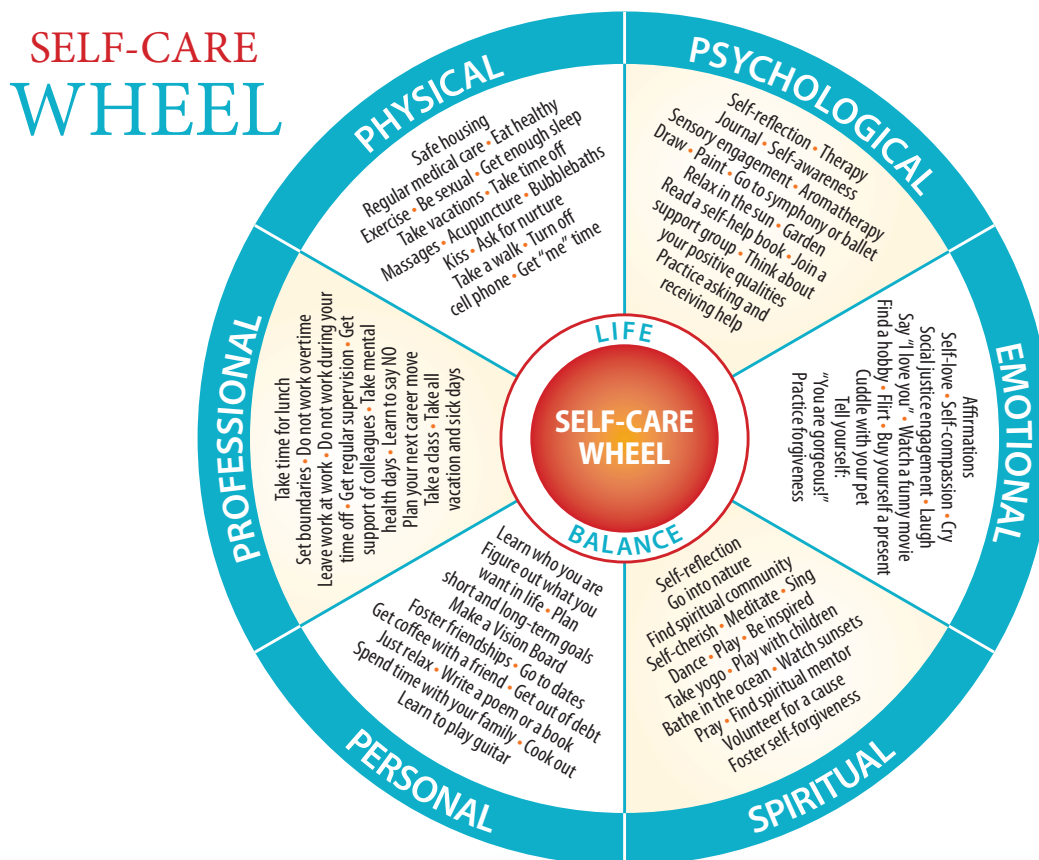 SELF-CARE
WHEEL
PHYSICAL
Safe housing
Regular medical care • Eat healthy
Exercise • Be sexual • Get enough sleep
Take vacations • Take time off
Massages • Acupuncture • Bubblebaths
Kiss • Ask for nurture
Take a walk • Turn off
cell phone • Get “me” time
PSYCHOLOGICAL
Self-reflection • Therapy
Journal • Self-awareness
Sensory engagement • Aromatherapy
Draw • Paint • Go to symphony or ballet
Relax in the sun • Garden
Read a self-help book • Join a
support group • Think about
your positive qualities
Practice asking and
receiving help
EMOTIONAL
Affirmations
Self-love • Self-compassion • Cry
Social justice engagement • Laugh
Say “I love you” • Watch a funny movie
Find a hobby • Flirt • Buy yourself a present
Cuddle with your pet
Tell yourself:
“You are gorgeous!”
Practice forgiveness
SPIRITUAL
Self-reflection
Go into nature
Find spiritual community
Self-cherish • Meditate • Sing
Dance • Play • Be inspired
Take yogo • Play with children
Bathe in the ocean • Watch sunsets
Pray • Find spiritual mentor
Volunteer for a cause
Foster self-forgiveness
PERSONAL
Learn who you are
Figure out what you
want in life • Plan
short and long-term goals
Make a Vision Board
Foster friendships • Go to dates
Get coffee with a friend • Get out of debt
Just relax • Write a poem or a book
Spend time with your family • Cook out
Learn to play guitar
PROFESSIONAL
Take time for lunch
Set boundaries • Do not work overtime
Leave work at work • Do not work during your
time off • Get regular supervision • Get
support of colleagues • Take mental
health days • Learn to say NO
Plan your next career move
Take a class • Take all
vacation and sick days
LIFE
SELF-CARE
WHEEL
BALANCE